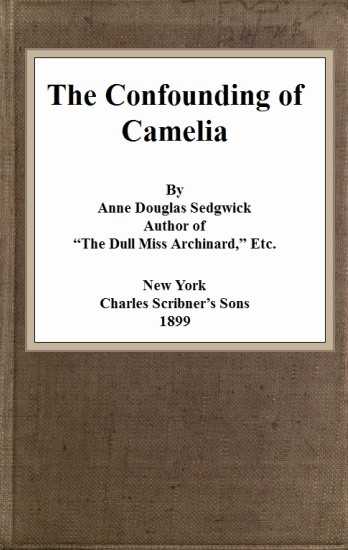 The Confounding of
Camelia
By
Anne Douglas Sedgwick
Author of
“The Dull Miss Archinard,” Etc.
New York
Charles Scribner’s Sons
1899